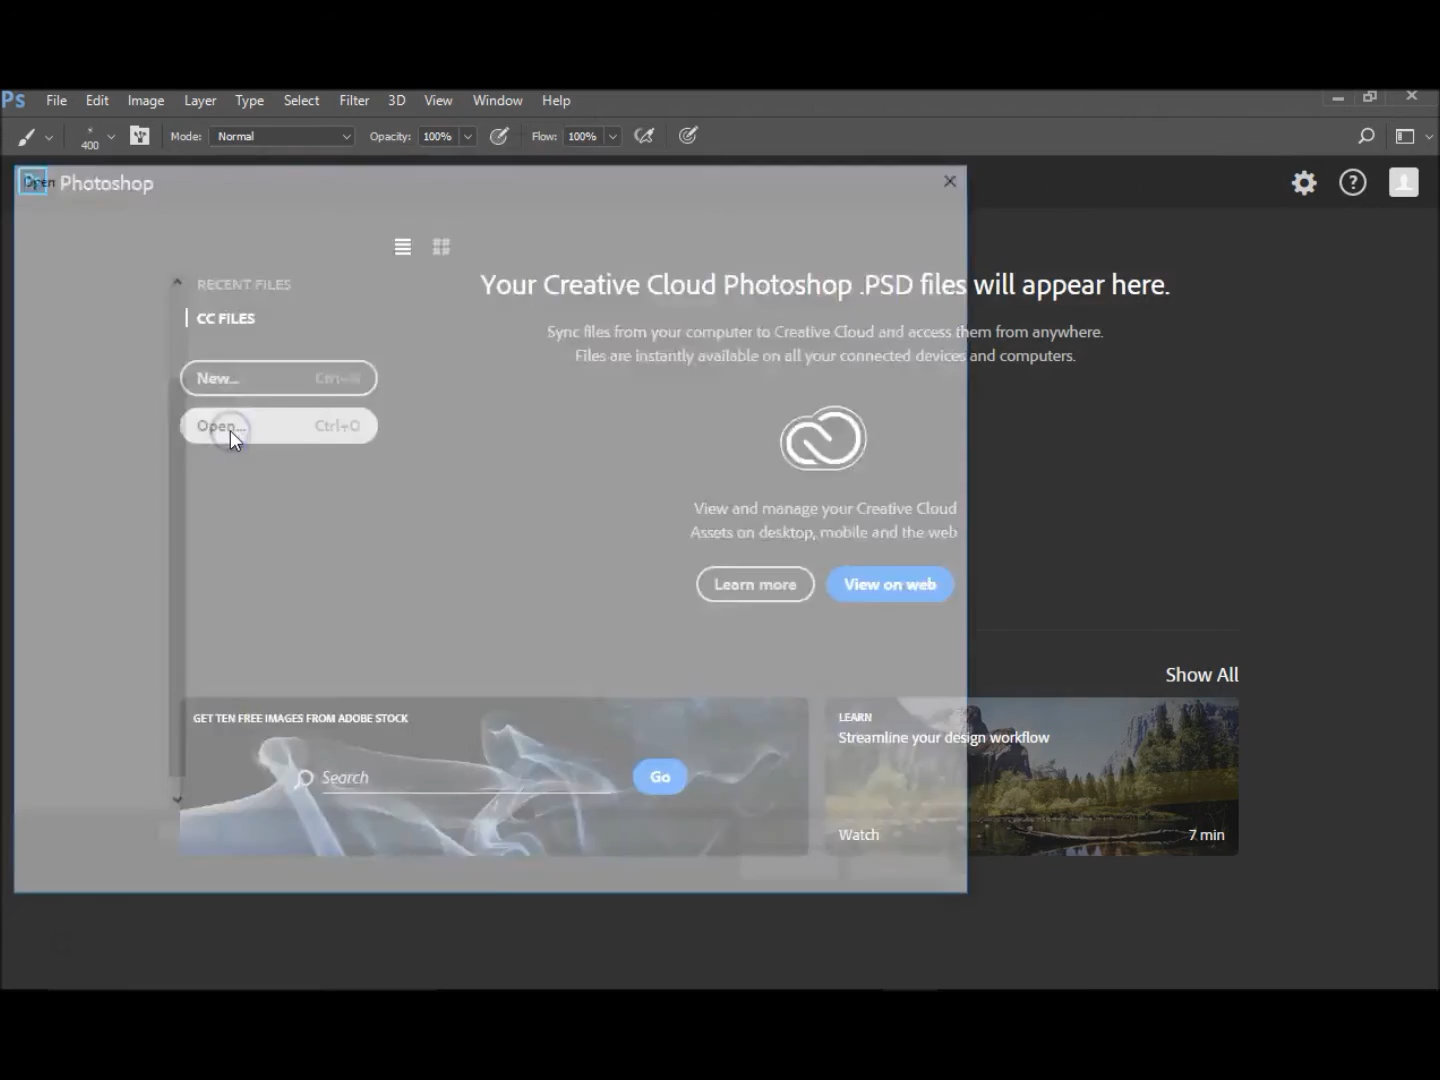 Ps File Edit Image Layer Type Select Filter 3D View Window Help
400 Mode: Normal Opacity: 100% Flow: 100%
Open Photoshop
RECENT FILES
CC FILES
New...
Open... Ctrl+O
Your Creative Cloud Photoshop .PSD files will appear here.
Sync files from your computer to Creative Cloud and access them from anywhere.
Files are instantly available on all your connected devices and computers.
View and manage your Creative Cloud
Assets on desktop, mobile and the web
Learn more View on web
Show All
GET TEN FREE IMAGES FROM ADOBE STOCK
Search Go
LEARN
Streamline your design workflow
Watch 7 min